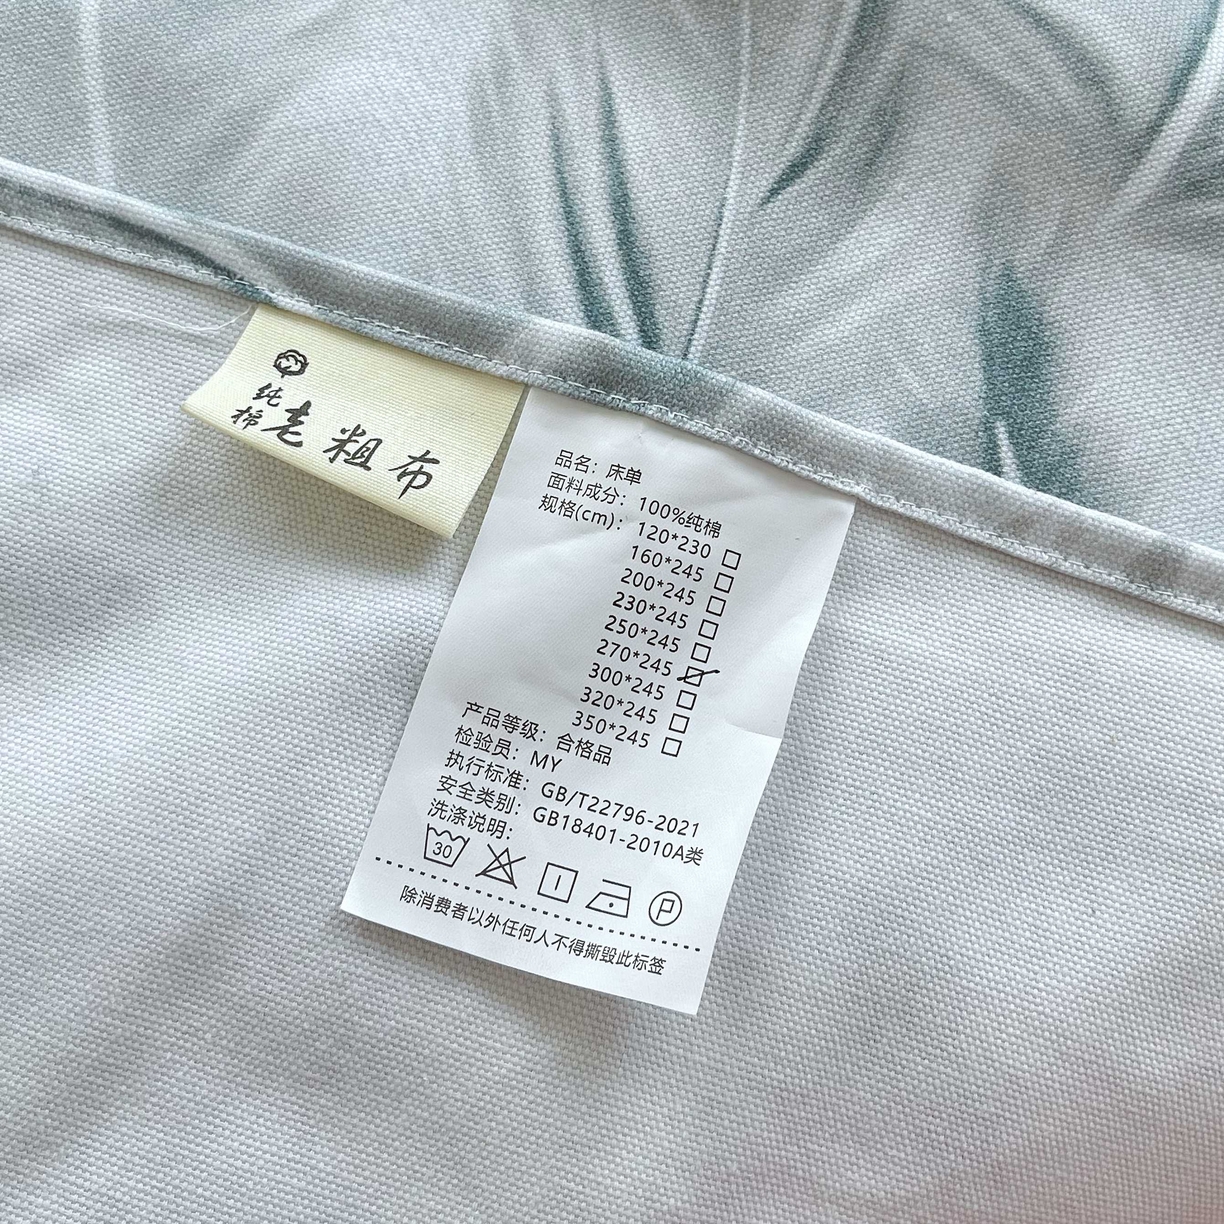 纯棉老粗布
品名：床单
面料成分：100%纯棉
规格(cm)：120*230 □
160*245 □
200*245 □
230*245 □
250*245 □
270*245 ☑
300*245 □
320*245 □
350*245 □
产品等级：合格品
检验员：MY
执行标准：GB/T22796-2021
安全类别：GB18401-2010A类
洗涤说明：
30
P
除消费者以外任何人不得撕毁此标签